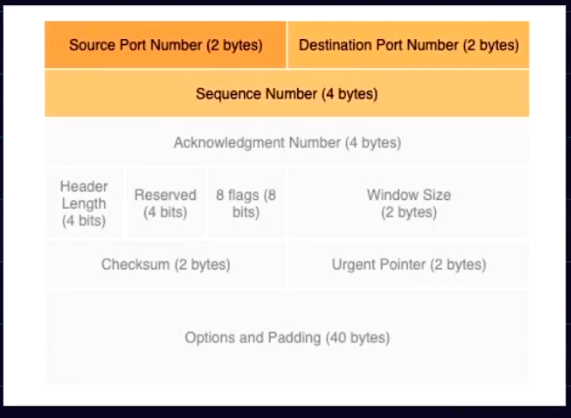 Source Port Number (2 bytes)
Destination Port Number (2 bytes)
Sequence Number (4 bytes)
Acknowledgment Number (4 bytes)
Header
Length
(4 bits)
Reserved
(4 bits)
8 flags (8
bits)
Window Size
(2 bytes)
Checksum (2 bytes)
Urgent Pointer (2 bytes)
Options and Padding (40 bytes)